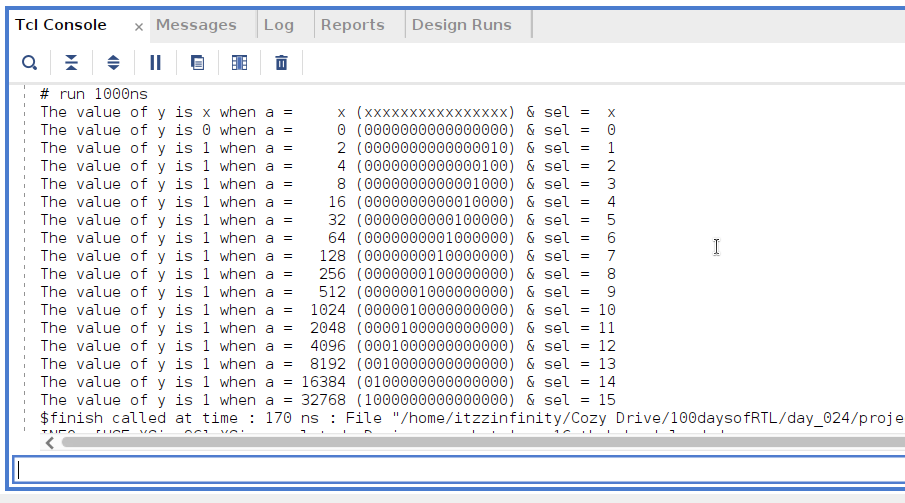 Tcl Console × Messages Log Reports Design Runs
# run 1000ns
The value of y is x when a =     x (xxxxxxxxxxxxxxxx) & sel =  x
The value of y is 0 when a =     0 (0000000000000000) & sel =  0
The value of y is 1 when a =     2 (0000000000000010) & sel =  1
The value of y is 1 when a =     4 (0000000000000100) & sel =  2
The value of y is 1 when a =     8 (0000000000001000) & sel =  3
The value of y is 1 when a =    16 (0000000000010000) & sel =  4
The value of y is 1 when a =    32 (0000000000100000) & sel =  5
The value of y is 1 when a =    64 (0000000001000000) & sel =  6
The value of y is 1 when a =   128 (0000000010000000) & sel =  7
The value of y is 1 when a =   256 (0000000100000000) & sel =  8
The value of y is 1 when a =   512 (0000001000000000) & sel =  9
The value of y is 1 when a =  1024 (0000010000000000) & sel = 10
The value of y is 1 when a =  2048 (0000100000000000) & sel = 11
The value of y is 1 when a =  4096 (0001000000000000) & sel = 12
The value of y is 1 when a =  8192 (0010000000000000) & sel = 13
The value of y is 1 when a = 16384 (0100000000000000) & sel = 14
The value of y is 1 when a = 32768 (1000000000000000) & sel = 15
$finish called at time : 170 ns : File "/home/itzzinfinity/Cozy Drive/100daysofRTL/day_024/proje